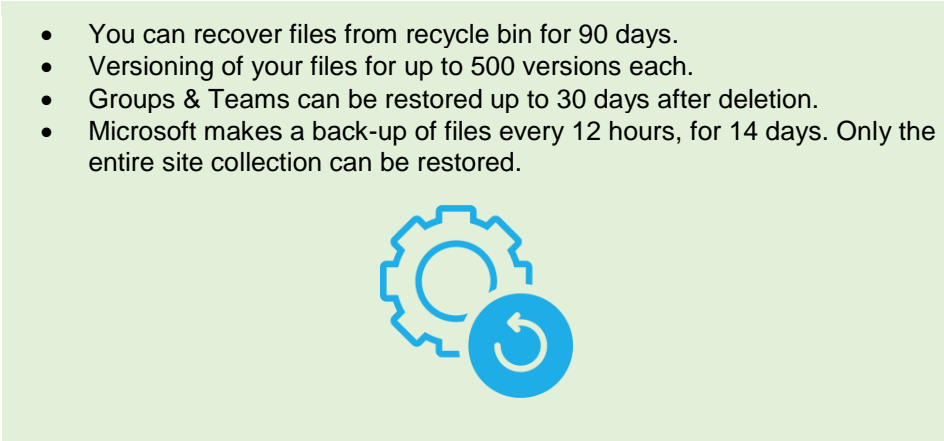 • You can recover files from recycle bin for 90 days.
• Versioning of your files for up to 500 versions each.
• Groups & Teams can be restored up to 30 days after deletion.
• Microsoft makes a back-up of files every 12 hours, for 14 days. Only the
entire site collection can be restored.